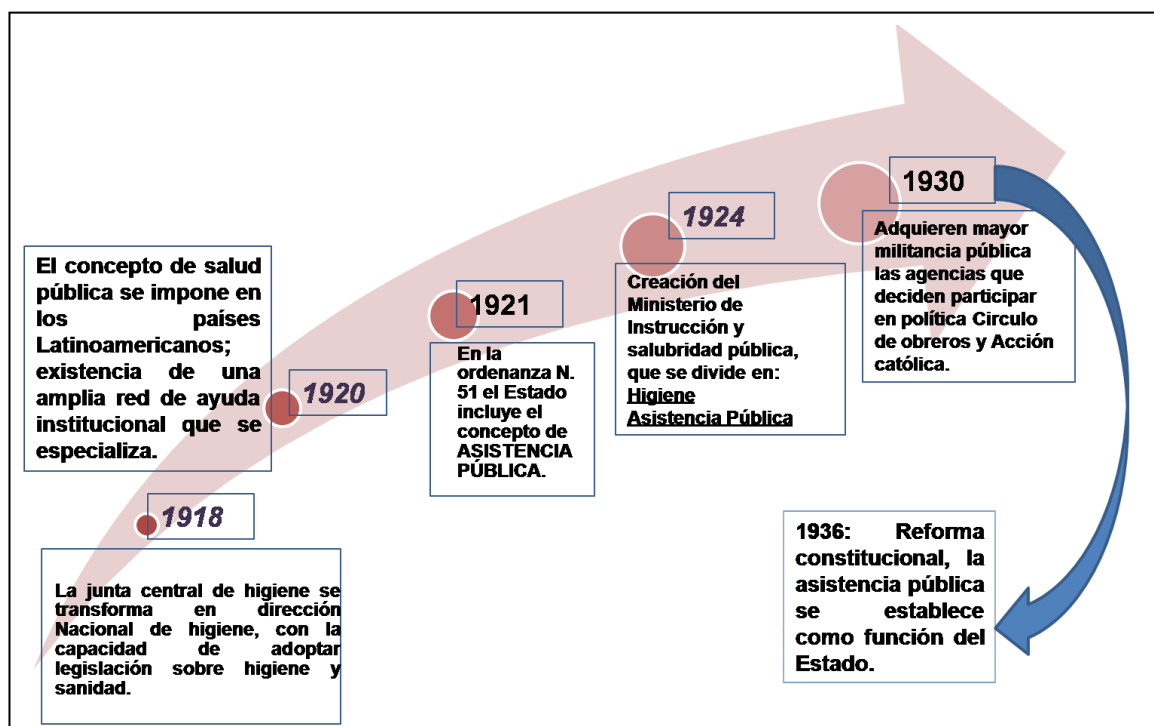 1918
La junta central de higiene se
transforma en dirección
Nacional de higiene, con la
capacidad de adoptar
legislación sobre higiene y
sanidad.
1920
El concepto de salud
pública se impone en
los países
Latinoamericanos;
existencia de una
amplia red de ayuda
institucional que se
especializa.
1921
En la
ordenanza N.
51 el Estado
incluye el
concepto de
ASISTENCIA
PÚBLICA.
1924
Creación del
Ministerio de
Instrucción y
salubridad pública,
que se divide en:
Higiene
Asistencia Pública
1930
Adquieren mayor
militancia pública
las agencias que
deciden participar
en política Circulo
de obreros y Acción
católica.
1936: Reforma
constitucional, la
asistencia pública
se establece
como función del
Estado.